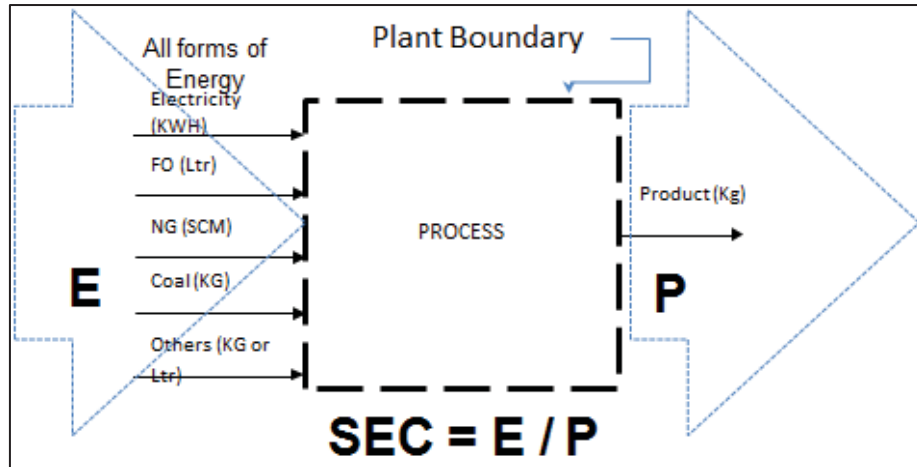 All forms of
Energy
Plant Boundary
Electricity
(KWH)
FO (Ltr)
NG (SCM)
Coal (KG)
Others (KG or
Ltr)
E
PROCESS
Product (Kg)
P
SEC = E / P